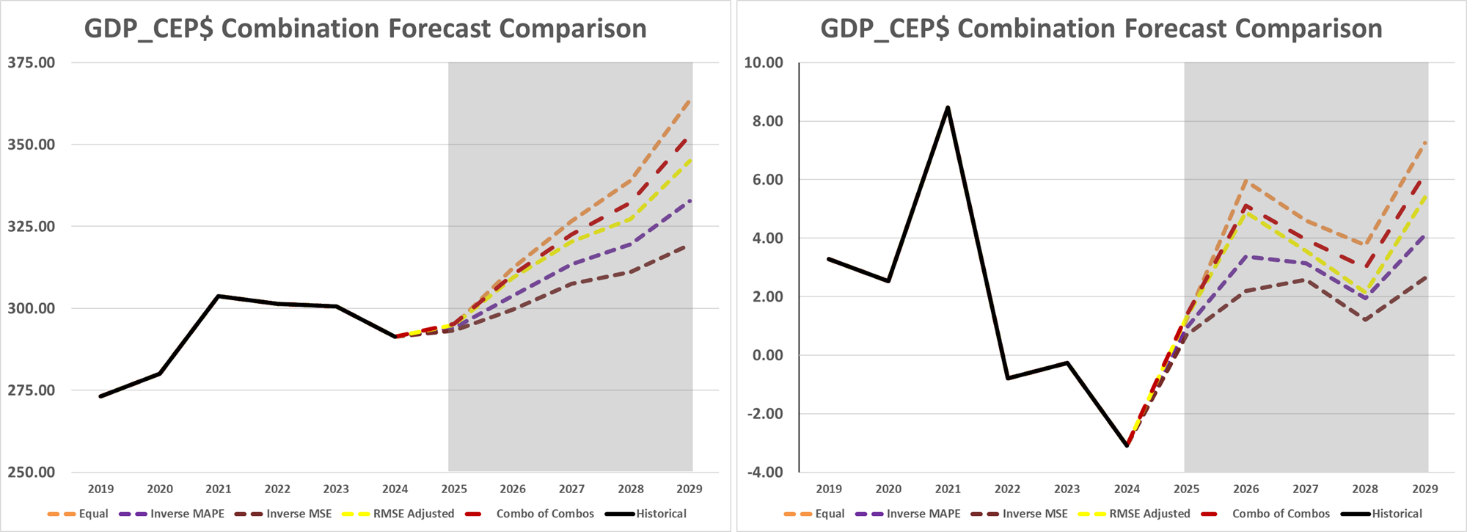 GDP_CEP$ Combination Forecast Comparison
375.00
350.00
325.00
300.00
275.00
250.00
2019 2020 2021 2022 2023 2024 2025 2026 2027 2028 2029
Equal Inverse MAPE Inverse MSE RMSE Adjusted Combo of Combos Historical
GDP_CEP$ Combination Forecast Comparison
10.00
8.00
6.00
4.00
2.00
0.00
-2.00
-4.00
2019 2020 2021 2022 2023 2024 2025 2026 2027 2028 2029
Equal Inverse MAPE Inverse MSE RMSE Adjusted Combo of Combos Historical